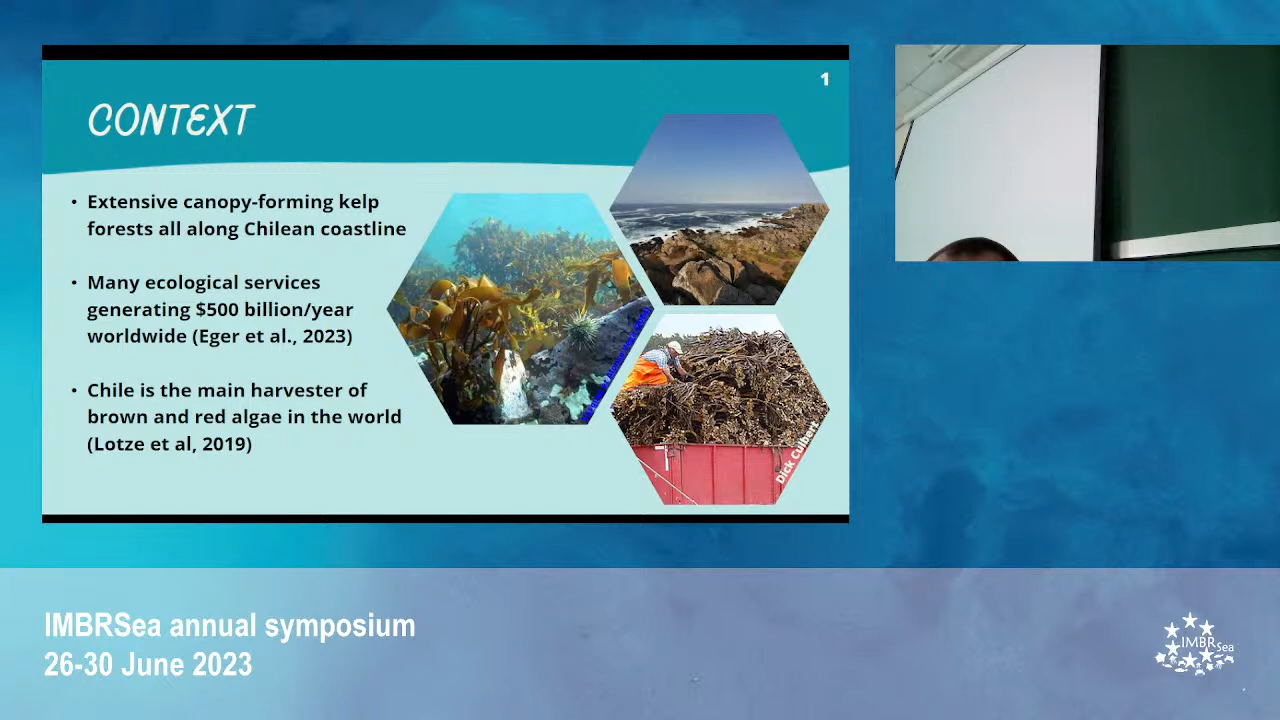 1
CONTEXT
• Extensive canopy-forming kelp
forests all along Chilean coastline
• Many ecological services
generating $500 billion/year
worldwide (Eger et al., 2023)
• Chile is the main harvester of
brown and red algae in the world
(Lotze et al, 2019)
Dick Culbert
IMBRSea annual symposium
26-30 June 2023
IMBRSea